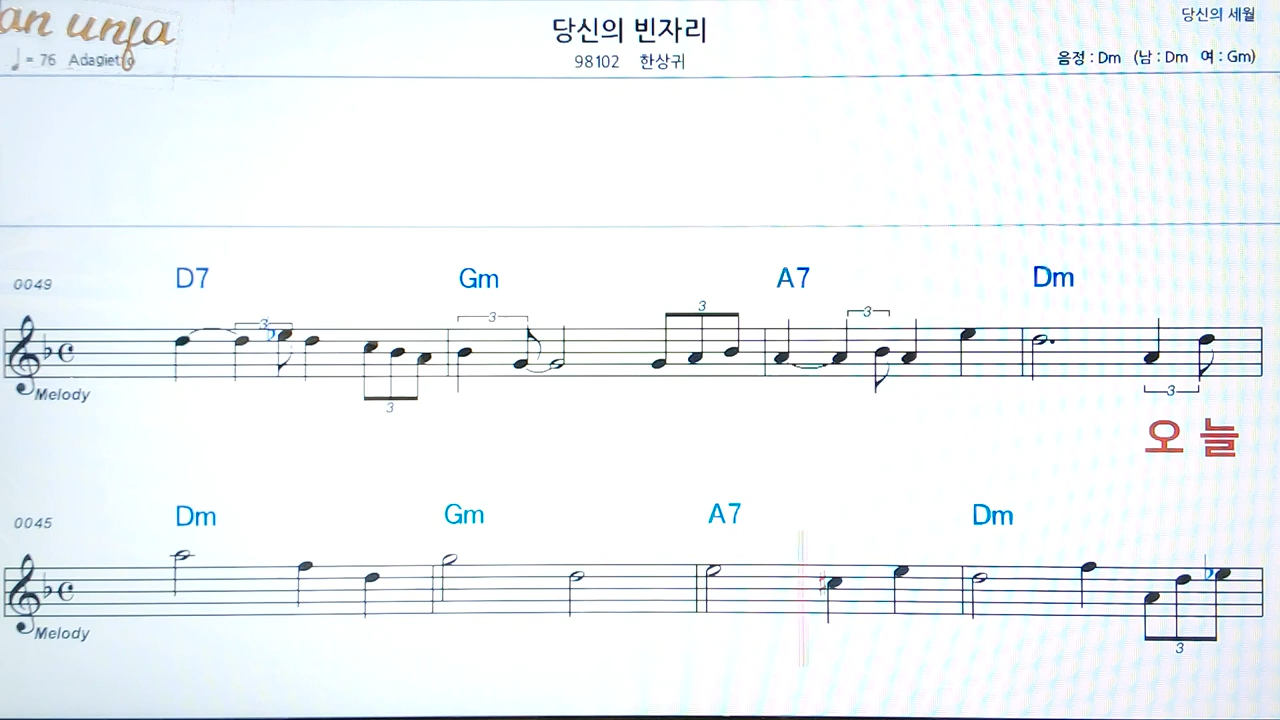 an unja
당신의 빈자리
당신의 세월
♩ = 76 Adagietto
98102 한상귀
음정 : Dm (남 : Dm 여 : Gm)
0049 D7 Gm A7 Dm
3 3 3 3 3 3
Melody
오 늘
0045 Dm Gm A7 Dm
Melody
3